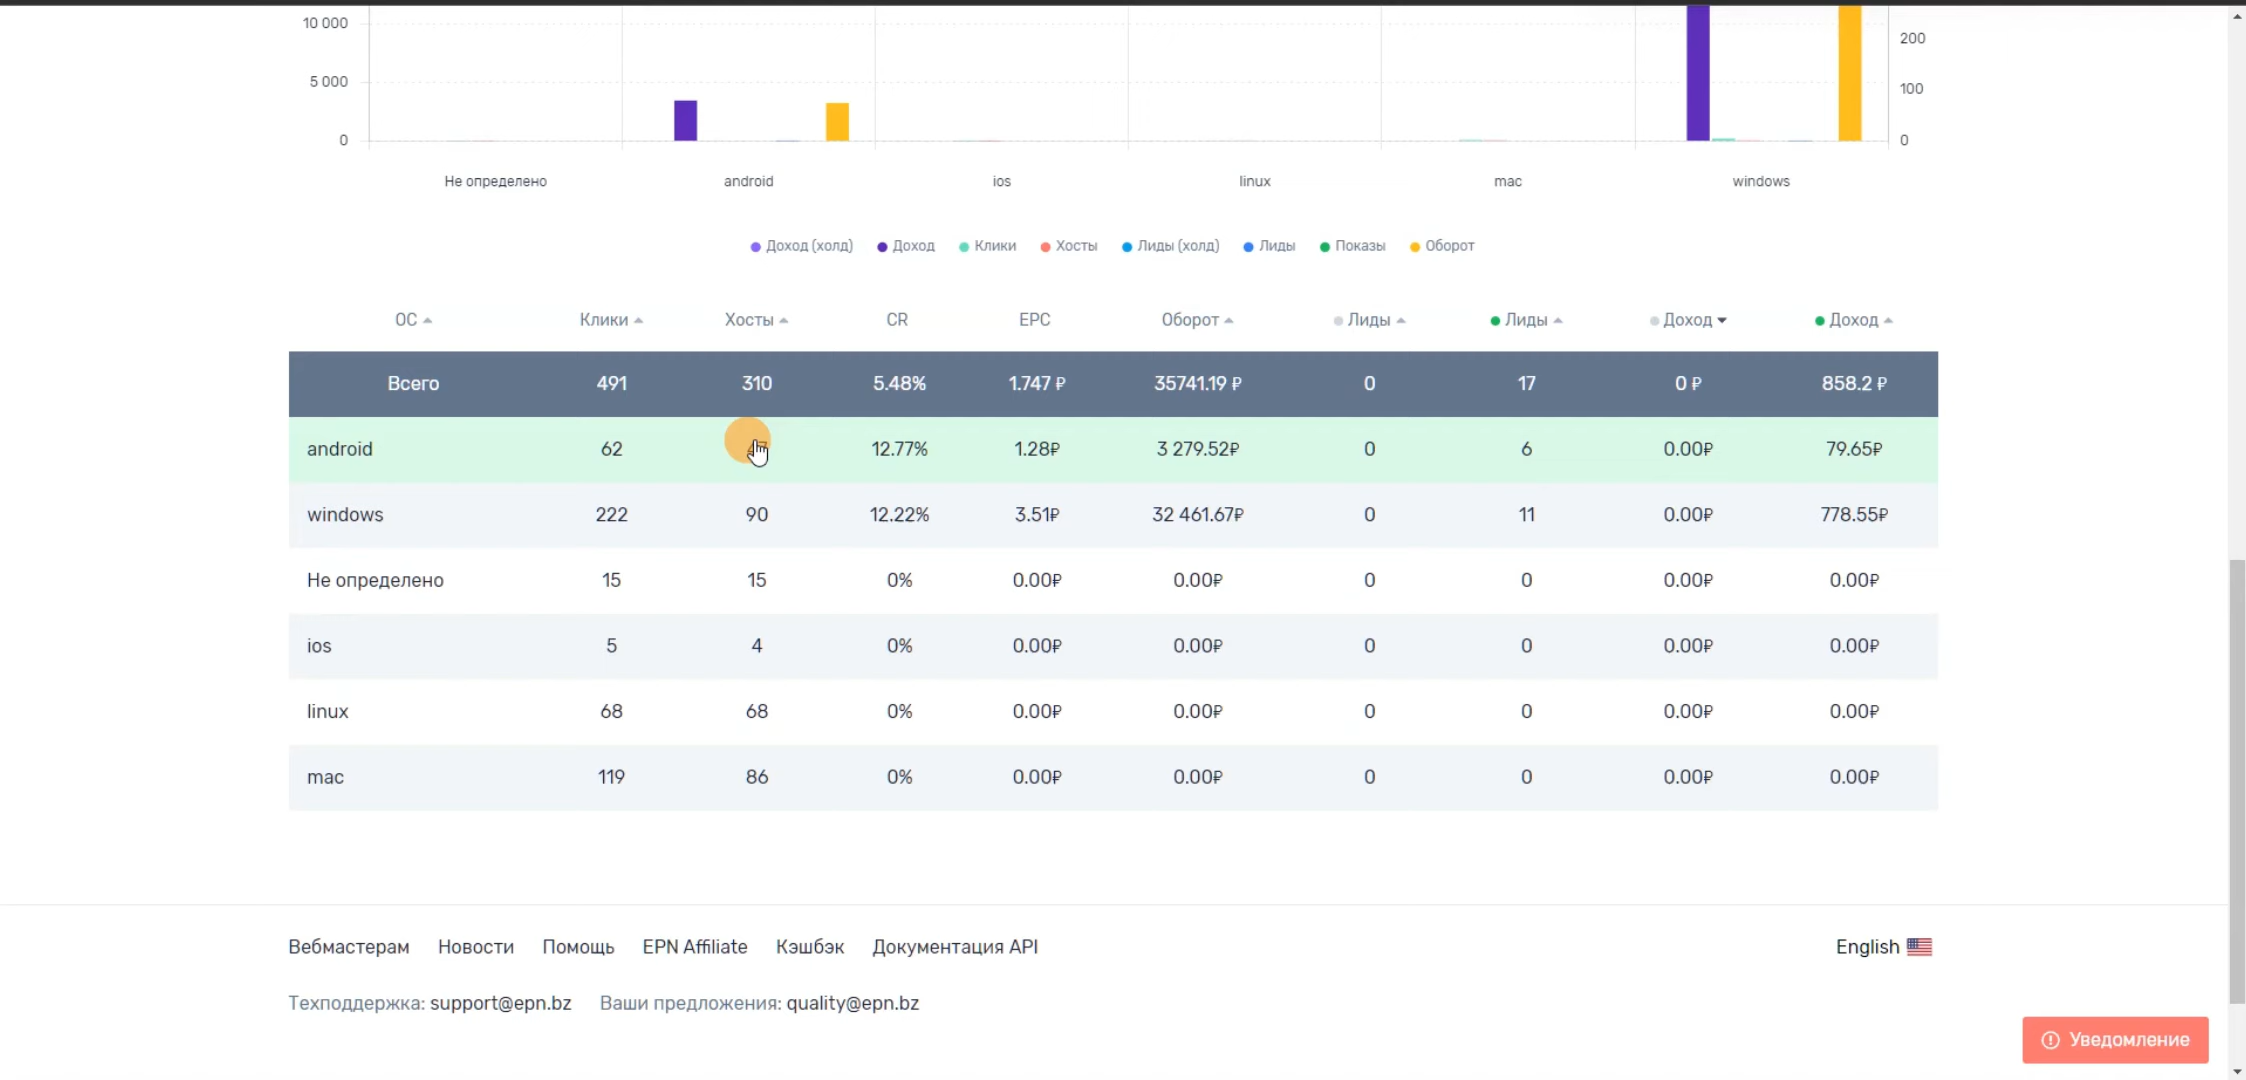 10 000
200
5 000
100
0
0
Не определено android ios linux mac windows
Доход (холд) Доход Клики Хосты Лиды (холд) Лиды Показы Оборот
ОС Клики Хосты CR EPC Оборот Лиды Лиды Доход Доход
Всего 491 310 5.48% 1.747 ₽ 35741.19 ₽ 0 17 0 ₽ 858.2 ₽
android 62 12.77% 1.28₽ 3 279.52₽ 0 6 0.00₽ 79.65₽
windows 222 90 12.22% 3.51₽ 32 461.67₽ 0 11 0.00₽ 778.55₽
Не определено 15 15 0% 0.00₽ 0.00₽ 0 0 0.00₽ 0.00₽
ios 5 4 0% 0.00₽ 0.00₽ 0 0 0.00₽ 0.00₽
linux 68 68 0% 0.00₽ 0.00₽ 0 0 0.00₽ 0.00₽
mac 119 86 0% 0.00₽ 0.00₽ 0 0 0.00₽ 0.00₽
Вебмастерам Новости Помощь EPN Affiliate Кэшбэк Документация API English
Техподдержка: support@epn.bz Ваши предложения: quality@epn.bz
Уведомление